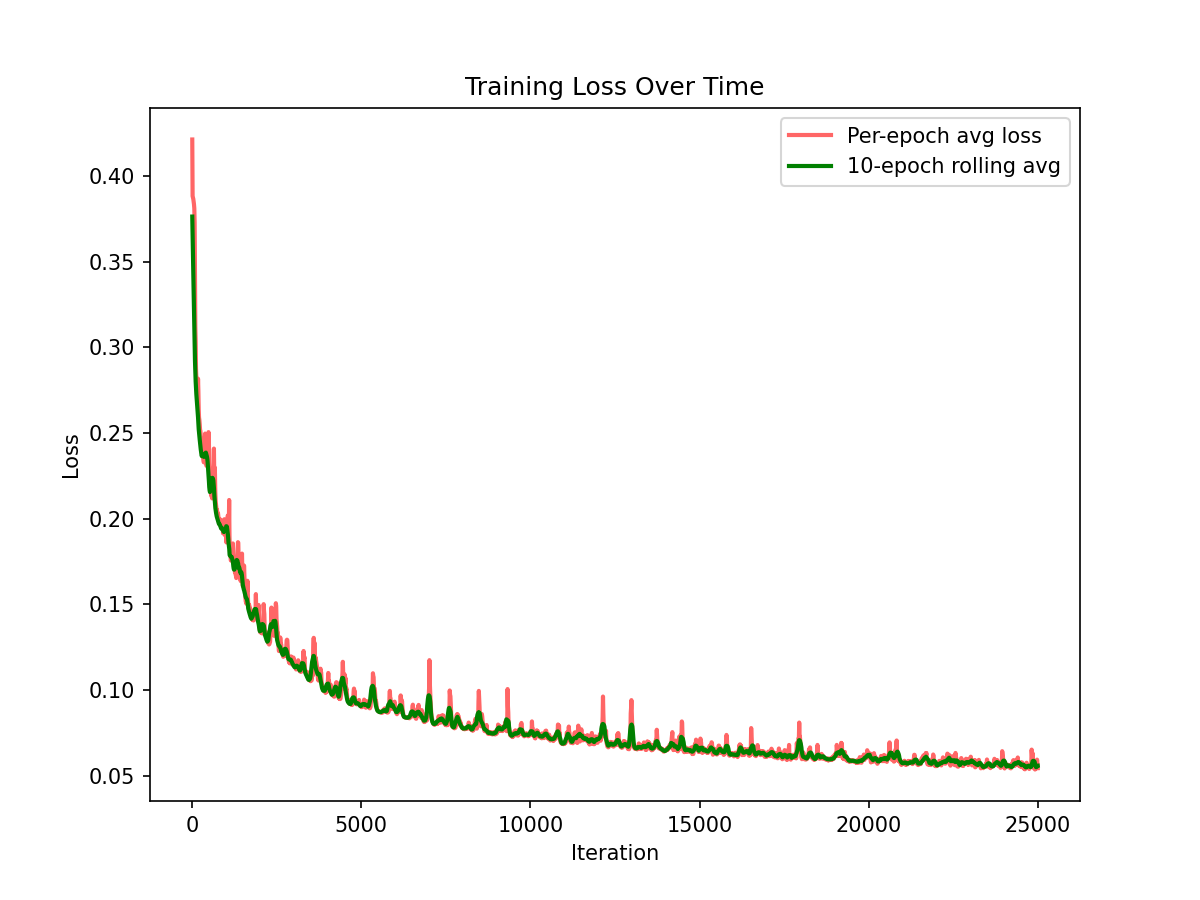 Training Loss Over Time
Per-epoch avg loss
10-epoch rolling avg
0.40
0.35
0.30
0.25
0.20
0.15
0.10
0.05
Loss
0 5000 10000 15000 20000 25000
Iteration